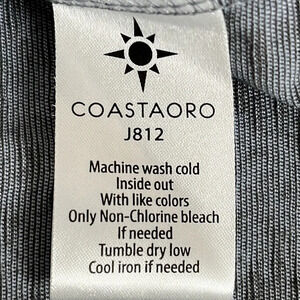 COASTAORO
J812
Machine wash cold
Inside out
With like colors
Only Non-Chlorine bleach
If needed
Tumble dry low
Cool iron if needed